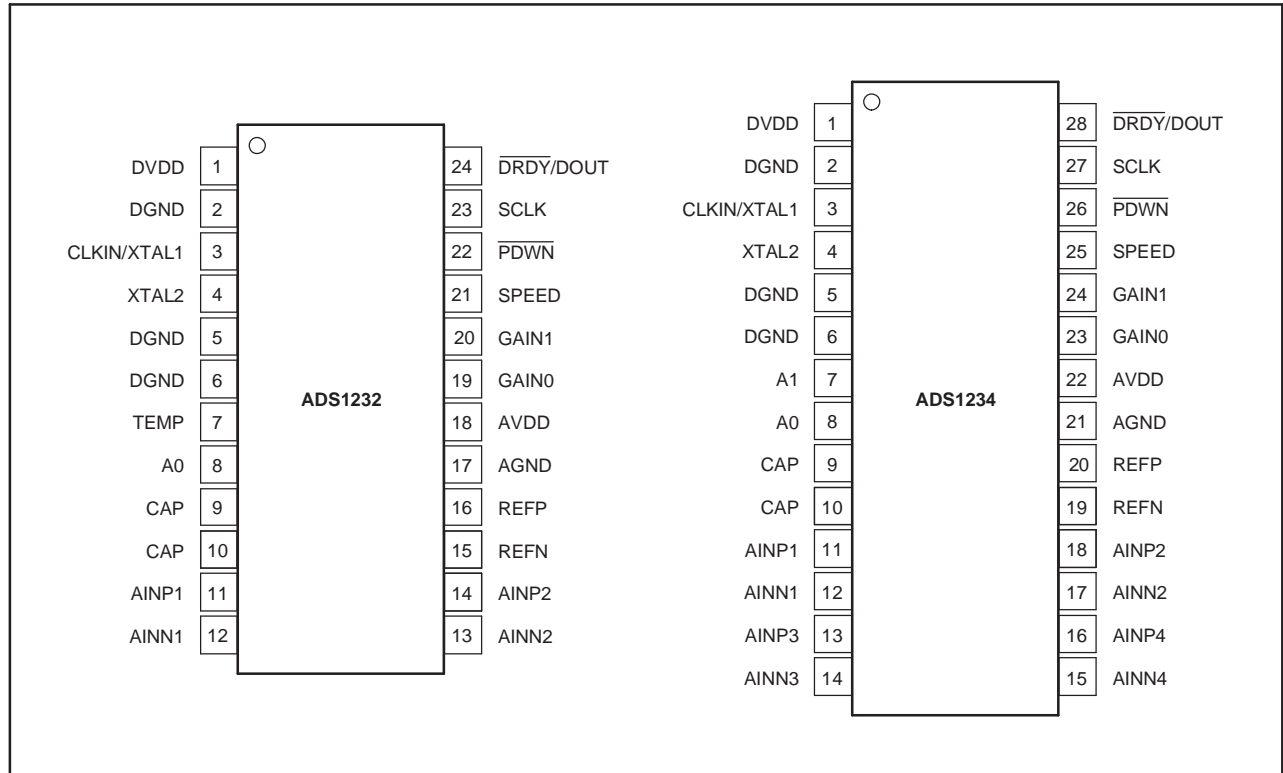 DVDD 1
DGND 2
CLKIN/XTAL1 3
XTAL2 4
DGND 5
DGND 6
TEMP 7
A0 8
CAP 9
CAP 10
AINP1 11
AINN1 12
ADS1232
24 DRDY/DOUT
23 SCLK
22 PDWN
21 SPEED
20 GAIN1
19 GAIN0
18 AVDD
17 AGND
16 REFP
15 REFN
14 AINP2
13 AINN2
DVDD 1
DGND 2
CLKIN/XTAL1 3
XTAL2 4
DGND 5
DGND 6
A1 7
A0 8
CAP 9
CAP 10
AINP1 11
AINN1 12
AINP3 13
AINN3 14
ADS1234
28 DRDY/DOUT
27 SCLK
26 PDWN
25 SPEED
24 GAIN1
23 GAIN0
22 AVDD
21 AGND
20 REFP
19 REFN
18 AINP2
17 AINN2
16 AINP4
15 AINN4